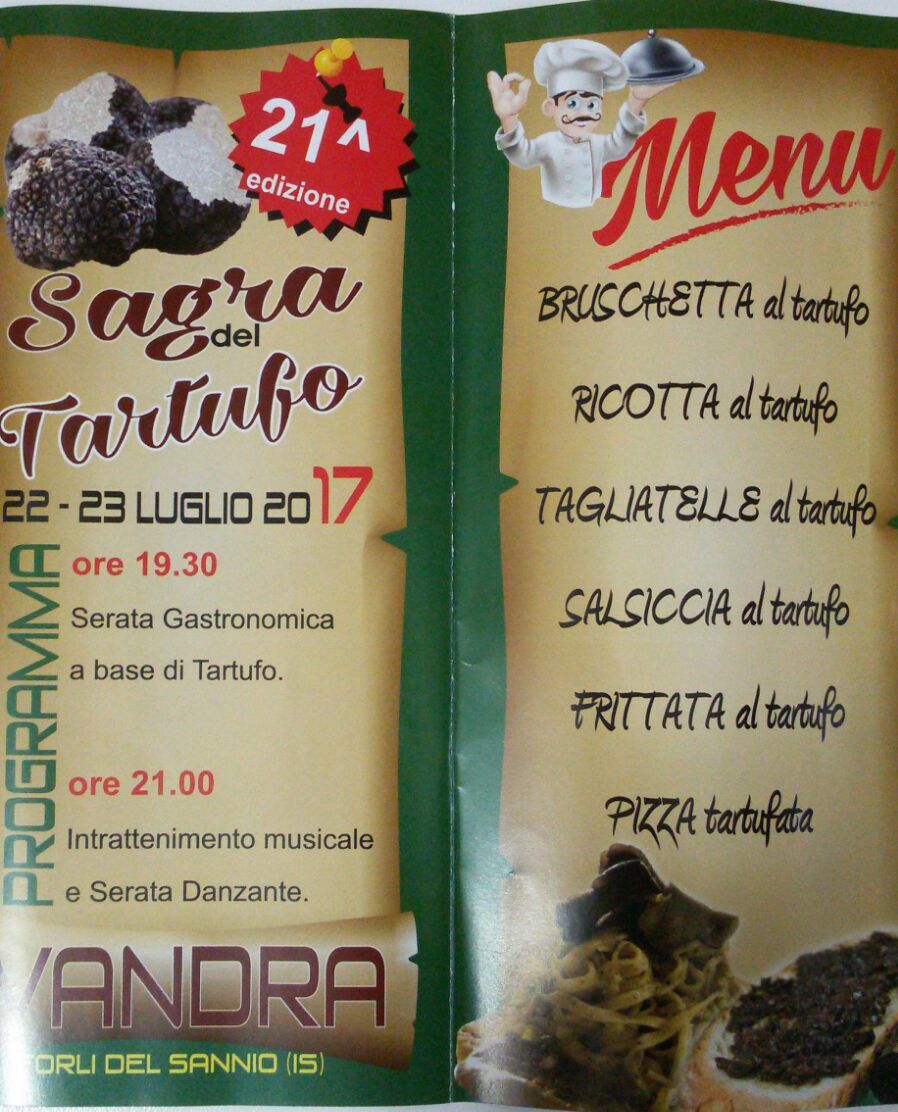 21^
edizione
Sagra
del
Tartufo
22 - 23 LUGLIO 2017
PROGRAMMA
ore 19.30
Serata Gastronomica
a base di Tartufo.
ore 21.00
Intrattenimento musicale
e Serata Danzante.
VANDRA
FORLI DEL SANNIO (IS)
Menu
BRUSCHETTA al tartufo
RICOTTA al tartufo
TAGLIATELLE al tartufo
SALSICCIA al tartufo
FRITTATA al tartufo
PIZZA tartufata